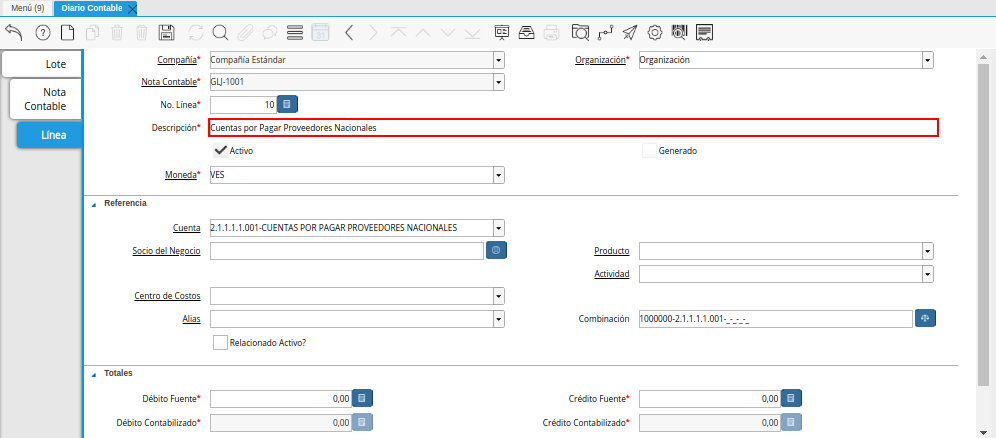 Menú (9) Diario Contable
Lote
Nota Contable
Línea
Compañía* Compañía Estándar Organización* Organización
Nota Contable* GLJ-1001
No. Línea* 10
Descripción* Cuentas por Pagar Proveedores Nacionales
Activo Generado
Moneda* VES
Referencia
Cuenta 2.1.1.1.1.001-CUENTAS POR PAGAR PROVEEDORES NACIONALES
Socio del Negocio Producto
Actividad
Centro de Costos
Alias Combinación 1000000-2.1.1.1.1.001-_-_-_-_
Relacionado Activo?
Totales
Débito Fuente* 0,00 Crédito Fuente* 0,00
Débito Contabilizado* 0,00 Crédito Contabilizado* 0,00